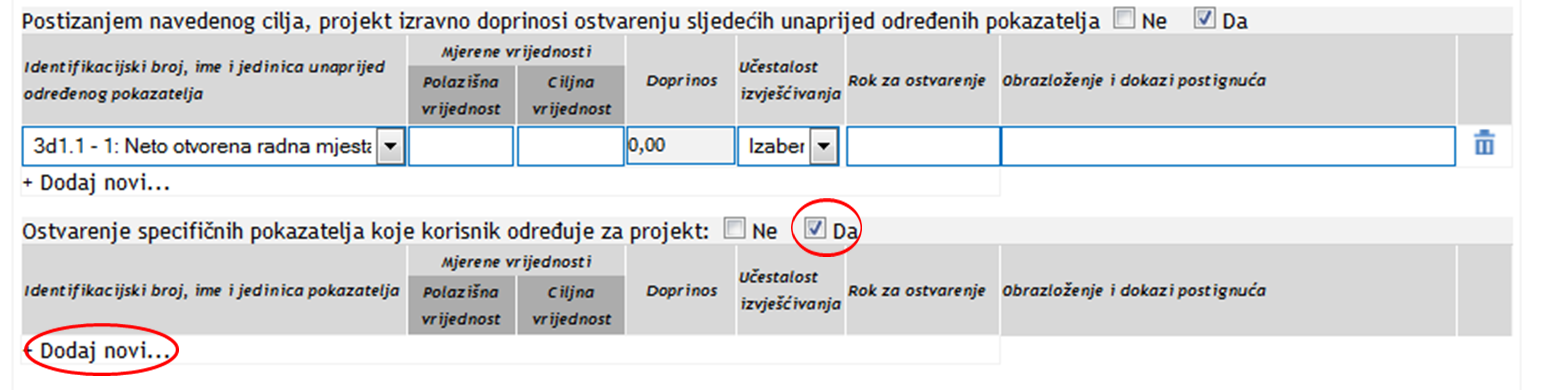 Postizanjem navedenog cilja, projekt izravno doprinosi ostvarenju sljedećih unaprijed određenih pokazatelja Ne Da
Identifikacijski broj, ime i jedinica unaprijed određenog pokazatelja
Mjerene vrijednosti
Polazišna vrijednost
Ciljna vrijednost
Doprinos
Učestalost izvješćivanja
Rok za ostvarenje
Obrazloženje i dokazi postignuća
3d1.1 - 1: Neto otvorena radna mjesta 0,00 Izaber
+ Dodaj novi...
Ostvarenje specifičnih pokazatelja koje korisnik određuje za projekt: Ne Da
Identifikacijski broj, ime i jedinica pokazatelja
Mjerene vrijednosti
Polazišna vrijednost
Ciljna vrijednost
Doprinos
Učestalost izvješćivanja
Rok za ostvarenje
Obrazloženje i dokazi postignuća
+ Dodaj novi...